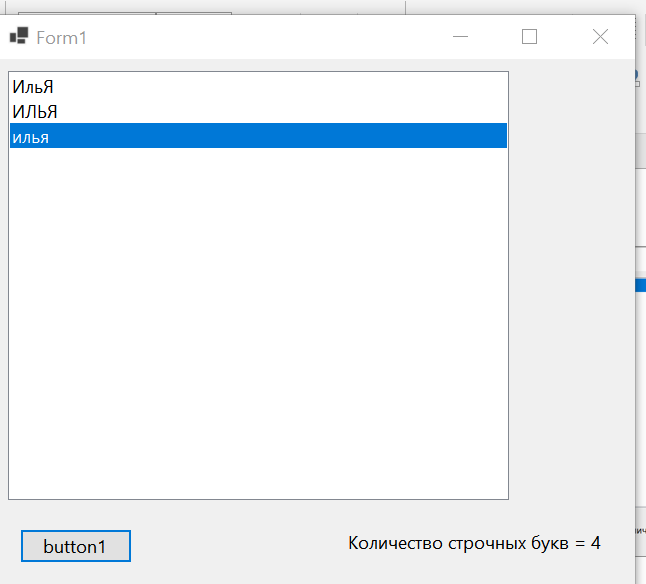 Form1
ИльЯ
ИЛЬЯ
илья
button1
Количество строчных букв = 4